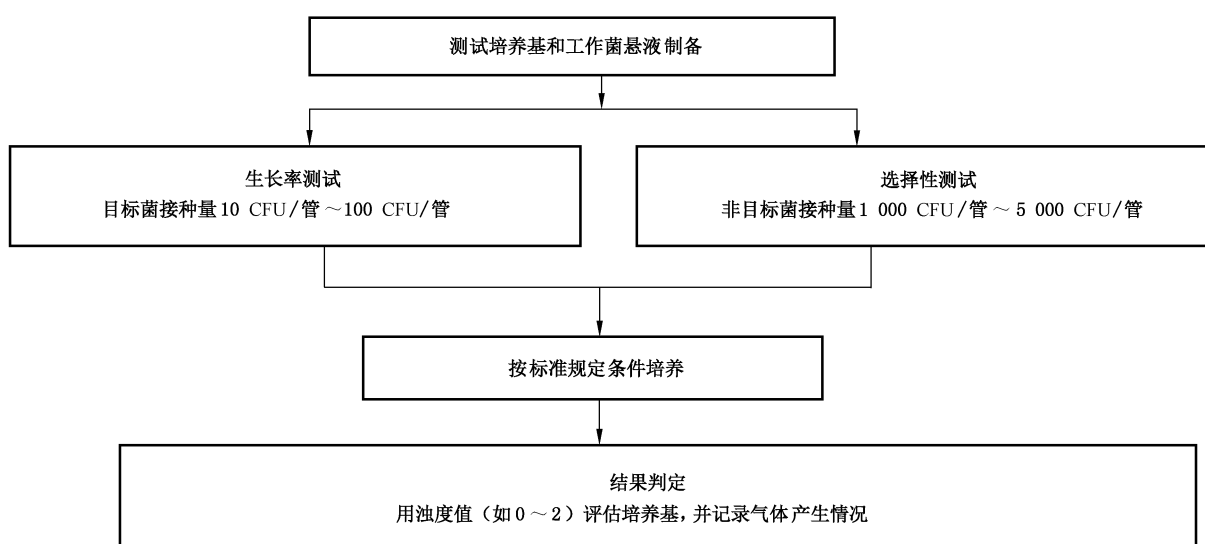 测试培养基和工作菌悬液制备
生长率测试
目标菌接种量10 CFU/管～100 CFU/管
选择性测试
非目标菌接种量1 000 CFU/管～5 000 CFU/管
按标准规定条件培养
结果判定
用浊度值（如0～2）评估培养基,并记录气体产生情况